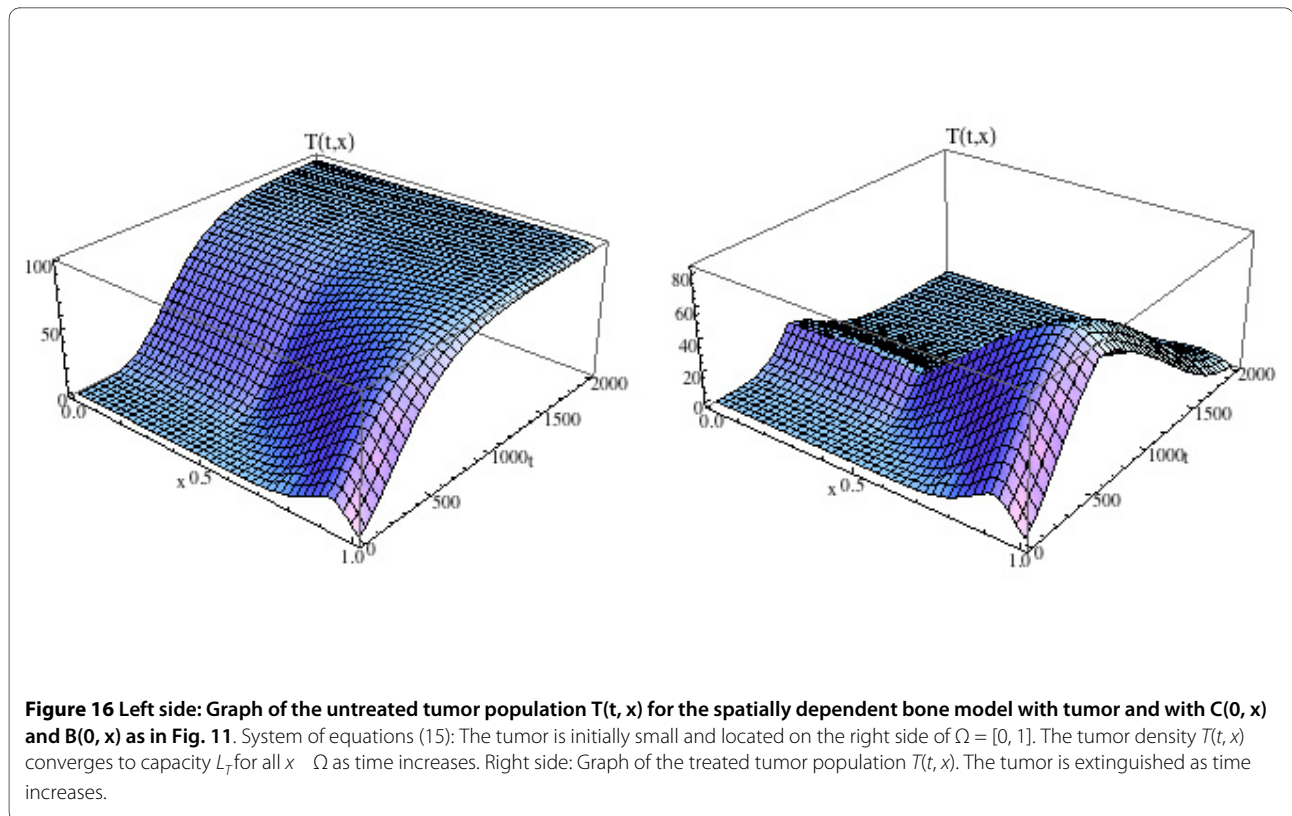 T(t,x)
100
50
0
0.0
x 0.5
1.0
0
500
1000t
1500
2000
T(t,x)
80
60
40
20
0
0.0
x 0.5
1.0
0
500
1000t
1500
2000
Figure 16 Left side: Graph of the untreated tumor population T(t, x) for the spatially dependent bone model with tumor and with C(0, x)
and B(0, x) as in Fig. 11. System of equations (15): The tumor is initially small and located on the right side of Ω = [0, 1]. The tumor density T(t, x)
converges to capacity L_T for all x Ω as time increases. Right side: Graph of the treated tumor population T(t, x). The tumor is extinguished as time
increases.